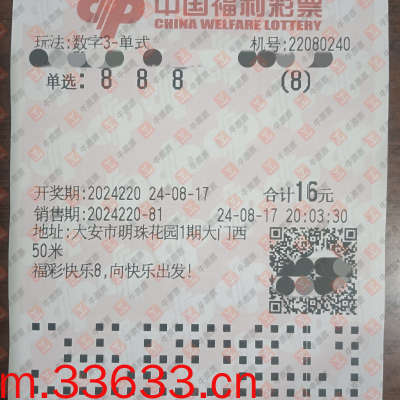 中国福利彩票
CHINA WELFARE LOTTERY
玩法:数字3-单式 机号:22080240
单选: 8 8 8 (8)
开奖期:2024220 24-08-17 合计16元
销售期:2024220-81 24-08-17 20:03:30
地址:大安市明珠花园1期大门西
50米
福彩快乐8,向快乐出发!
m.33633.cn